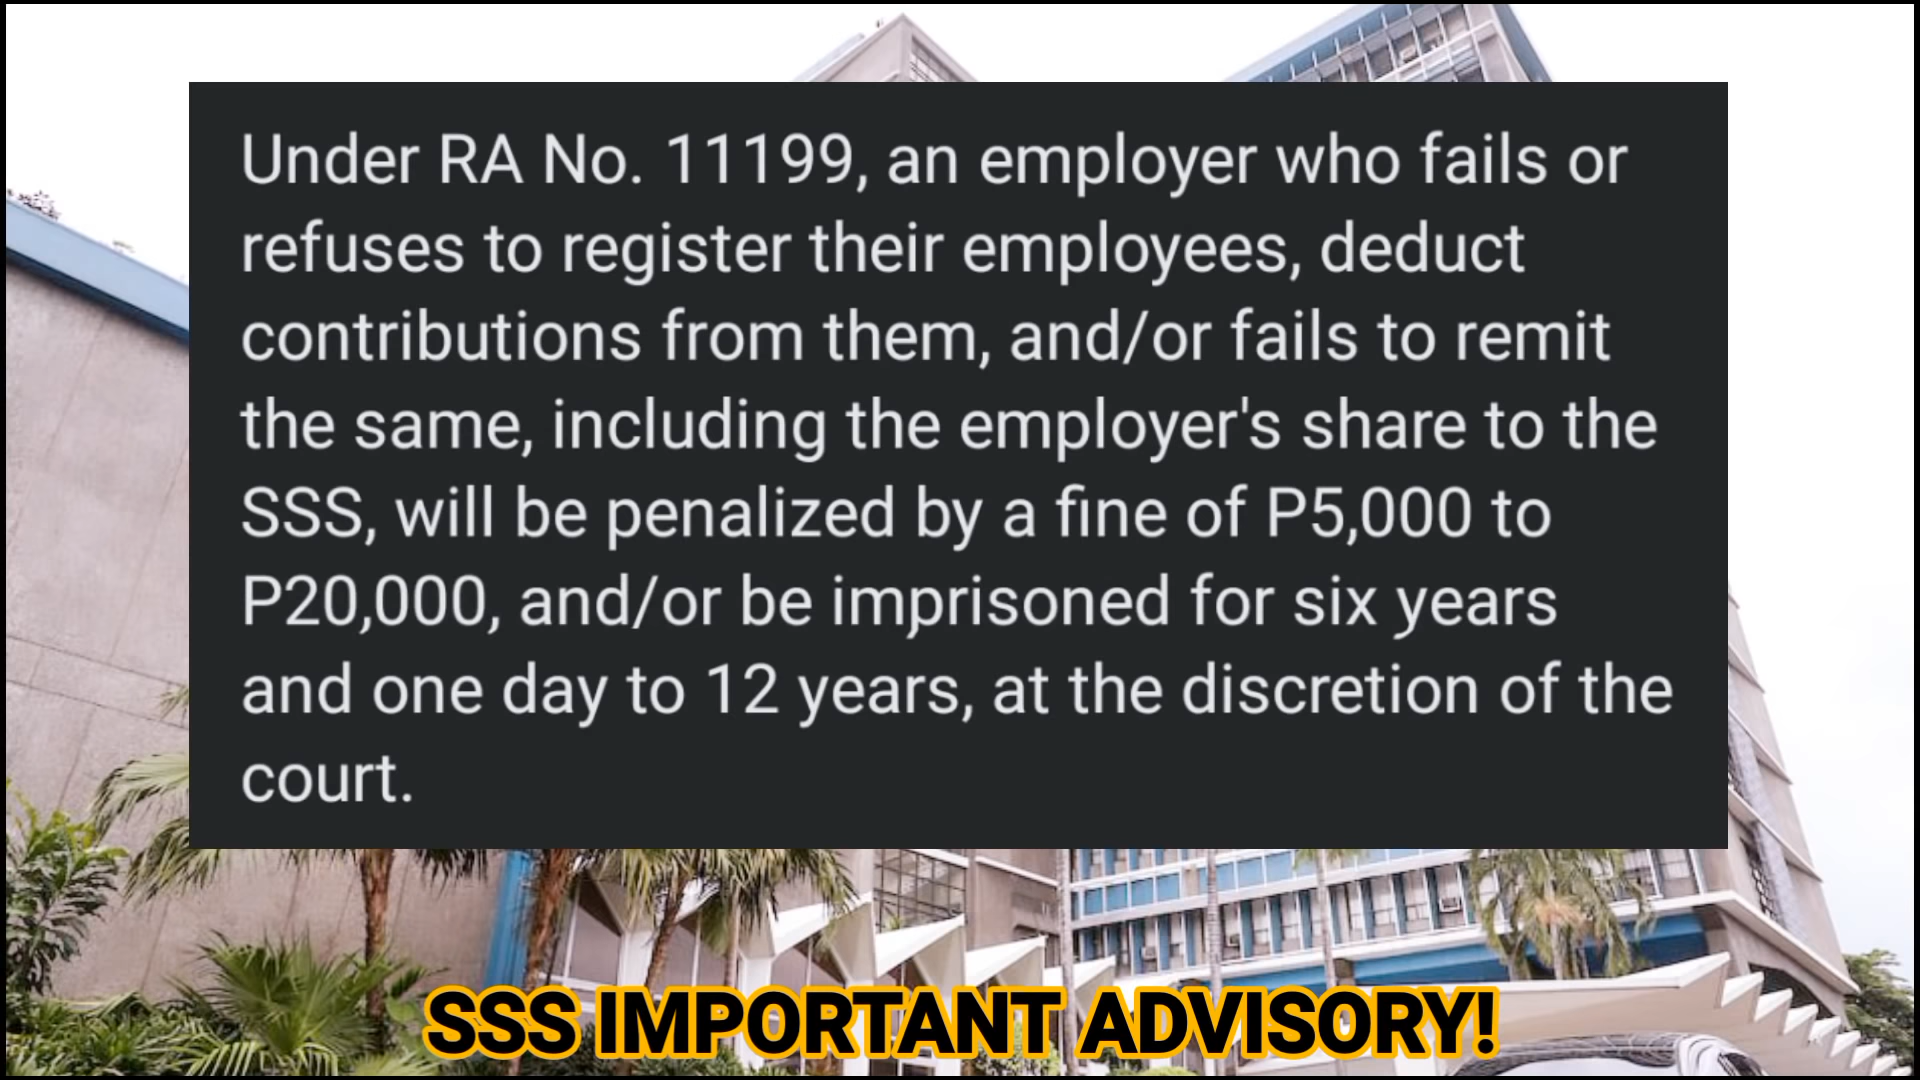 Under RA No. 11199, an employer who fails or
refuses to register their employees, deduct
contributions from them, and/or fails to remit
the same, including the employer's share to the
SSS, will be penalized by a fine of P5,000 to
P20,000, and/or be imprisoned for six years
and one day to 12 years, at the discretion of the
court.
SSS IMPORTANT ADVISORY!